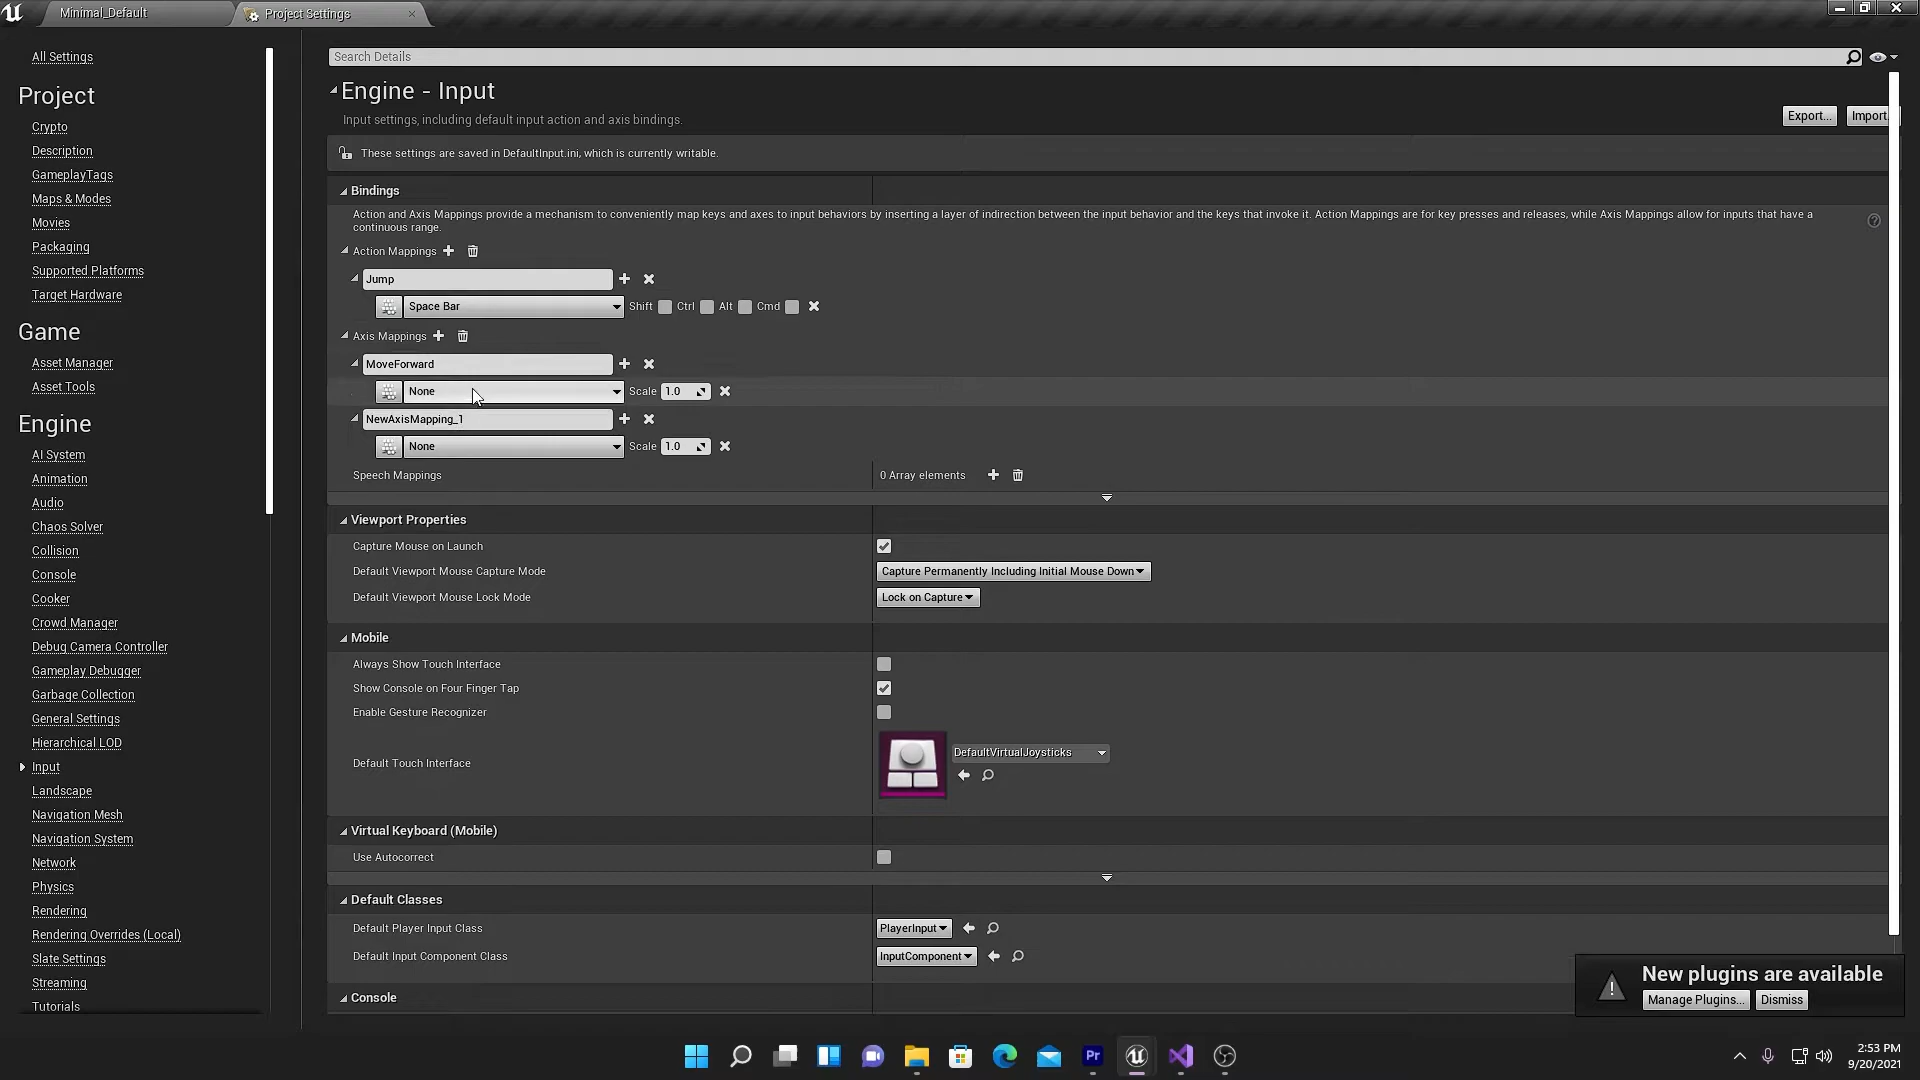 Minimal_Default
Project Settings
All Settings
Project
Crypto
Description
GameplayTags
Maps & Modes
Movies
Packaging
Supported Platforms
Target Hardware
Game
Asset Manager
Asset Tools
Engine
AI System
Animation
Audio
Chaos Solver
Collision
Console
Cooker
Crowd Manager
Debug Camera Controller
Gameplay Debugger
Garbage Collection
General Settings
Hierarchical LOD
Input
Landscape
Navigation Mesh
Navigation System
Network
Physics
Rendering
Rendering Overrides (Local)
Slate Settings
Streaming
Tutorials
Search Details
Engine - Input
Input settings, including default input action and axis bindings.
Export...
Import
These settings are saved in DefaultInput.ini, which is currently writable.
Bindings
Action and Axis Mappings provide a mechanism to conveniently map keys and axes to input behaviors by inserting a layer of indirection between the input behavior and the keys that invoke it. Action Mappings are for key presses and releases, while Axis Mappings allow for inputs that have a
continuous range.
Action Mappings
Jump
Space Bar Shift Ctrl Alt Cmd
Axis Mappings
MoveForward
None Scale 1.0
NewAxisMapping_1
None Scale 1.0
Speech Mappings 0 Array elements
Viewport Properties
Capture Mouse on Launch
Default Viewport Mouse Capture Mode Capture Permanently Including Initial Mouse Down
Default Viewport Mouse Lock Mode Lock on Capture
Mobile
Always Show Touch Interface
Show Console on Four Finger Tap
Enable Gesture Recognizer
Default Touch Interface DefaultVirtualJoysticks
Virtual Keyboard (Mobile)
Use Autocorrect
Default Classes
Default Player Input Class PlayerInput
Default Input Component Class InputComponent
Console
New plugins are available
Manage Plugins... Dismiss
Pr
2:53 PM
9/20/2021